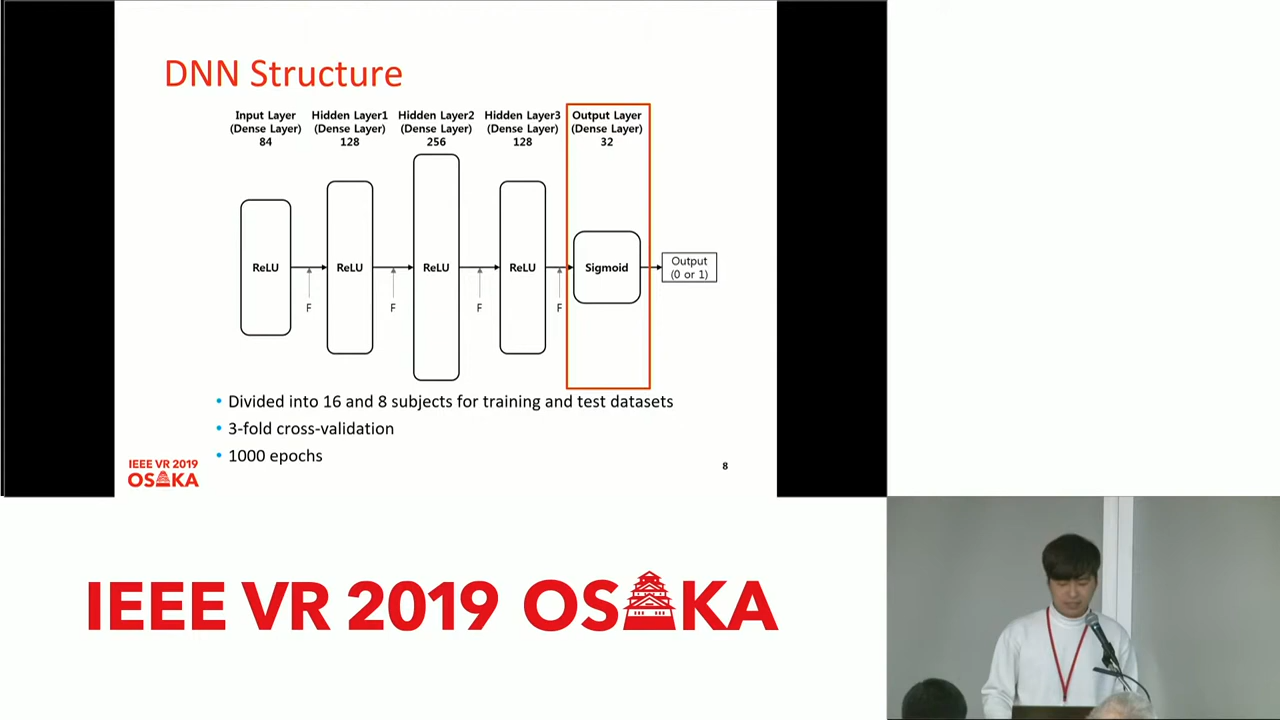 DNN Structure
Input Layer
(Dense Layer)
84
Hidden Layer1
(Dense Layer)
128
Hidden Layer2
(Dense Layer)
256
Hidden Layer3
(Dense Layer)
128
Output Layer
(Dense Layer)
32
ReLU
ReLU
ReLU
ReLU
Sigmoid
Output
(0 or 1)
F
F
F
F
• Divided into 16 and 8 subjects for training and test datasets
• 3-fold cross-validation
• 1000 epochs
IEEE VR 2019
OSAKA
8
IEEE VR 2019 OSAKA